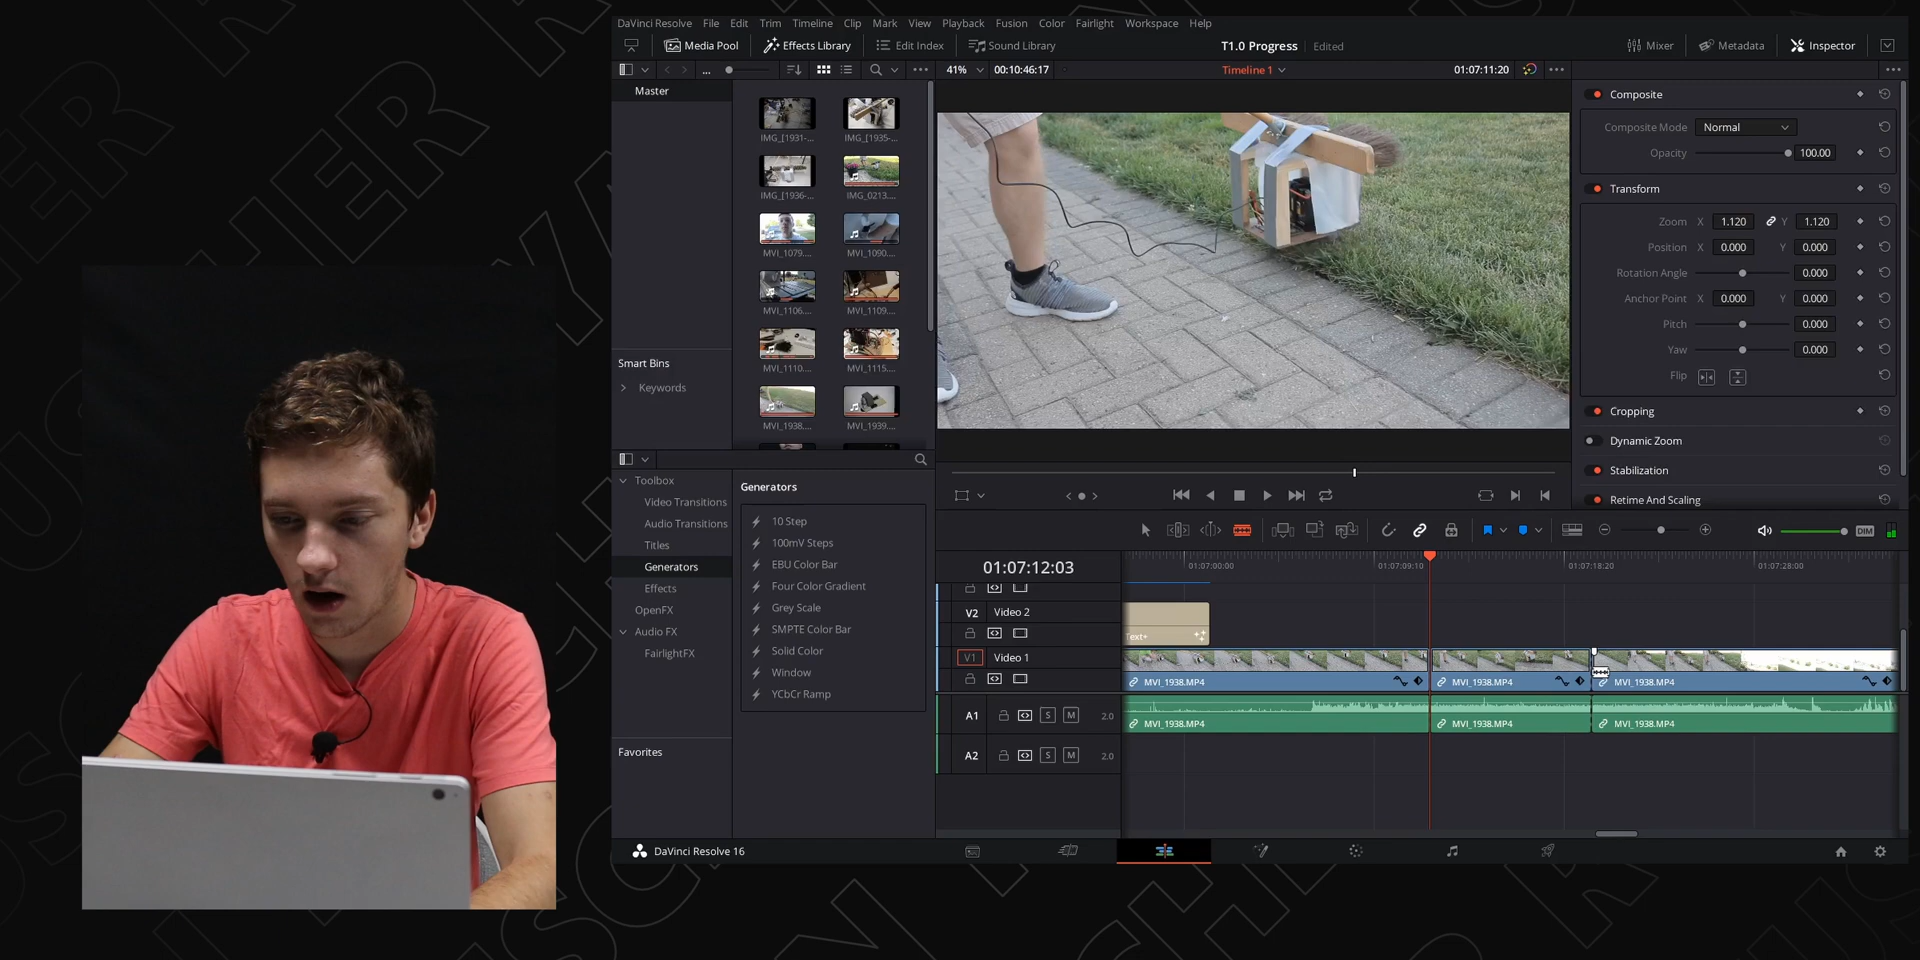 DaVinci Resolve File Edit Trim Timeline Clip Mark View Playback Fusion Color Fairlight Workspace Help
Media Pool Effects Library Edit Index Sound Library T1.0 Progress Edited Mixer Metadata Inspector
... 41% 00:10:46:17 Timeline 1 01:07:11:20
Master
IMG_[1931-... IMG_[1935-...
IMG_[1936-... IMG_0213....
MVI_1079.... MVI_1090....
MVI_1106.... MVI_1109....
MVI_1110.... MVI_1115....
MVI_1938.... MVI_1939....
Smart Bins
Keywords
Composite
Composite Mode Normal
Opacity 100.00
Transform
Zoom X 1.120 Y 1.120
Position X 0.000 Y 0.000
Rotation Angle 0.000
Anchor Point X 0.000 Y 0.000
Pitch 0.000
Yaw 0.000
Flip
Cropping
Dynamic Zoom
Stabilization
Retime And Scaling
Toolbox
Video Transitions
Audio Transitions
Titles
Generators
Effects
OpenFX
Audio FX
FairlightFX
Favorites
Generators
10 Step
100mV Steps
EBU Color Bar
Four Color Gradient
Grey Scale
SMPTE Color Bar
Solid Color
Window
YCbCr Ramp
DIM
01:07:12:03 01:07:00:00 01:07:09:10 01:07:18:20 01:07:28:00
V2 Video 2
Text+
V1 Video 1
MVI_1938.MP4 MVI_1938.MP4 MVI_1938.MP4
A1 S M 2.0
MVI_1938.MP4 MVI_1938.MP4 MVI_1938.MP4
A2 S M 2.0
DaVinci Resolve 16